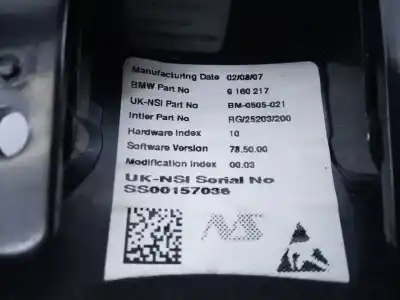 Manufacturing Date 02/08/07
BMW Part No 9 160 217
UK-NSI Part No BM-0505-021
Intier Part No RG/25203/200
Hardware Index 10
Software Version 78.50.00
Modification Index 00.03
UK-NSI Serial No
SS00157036
NS